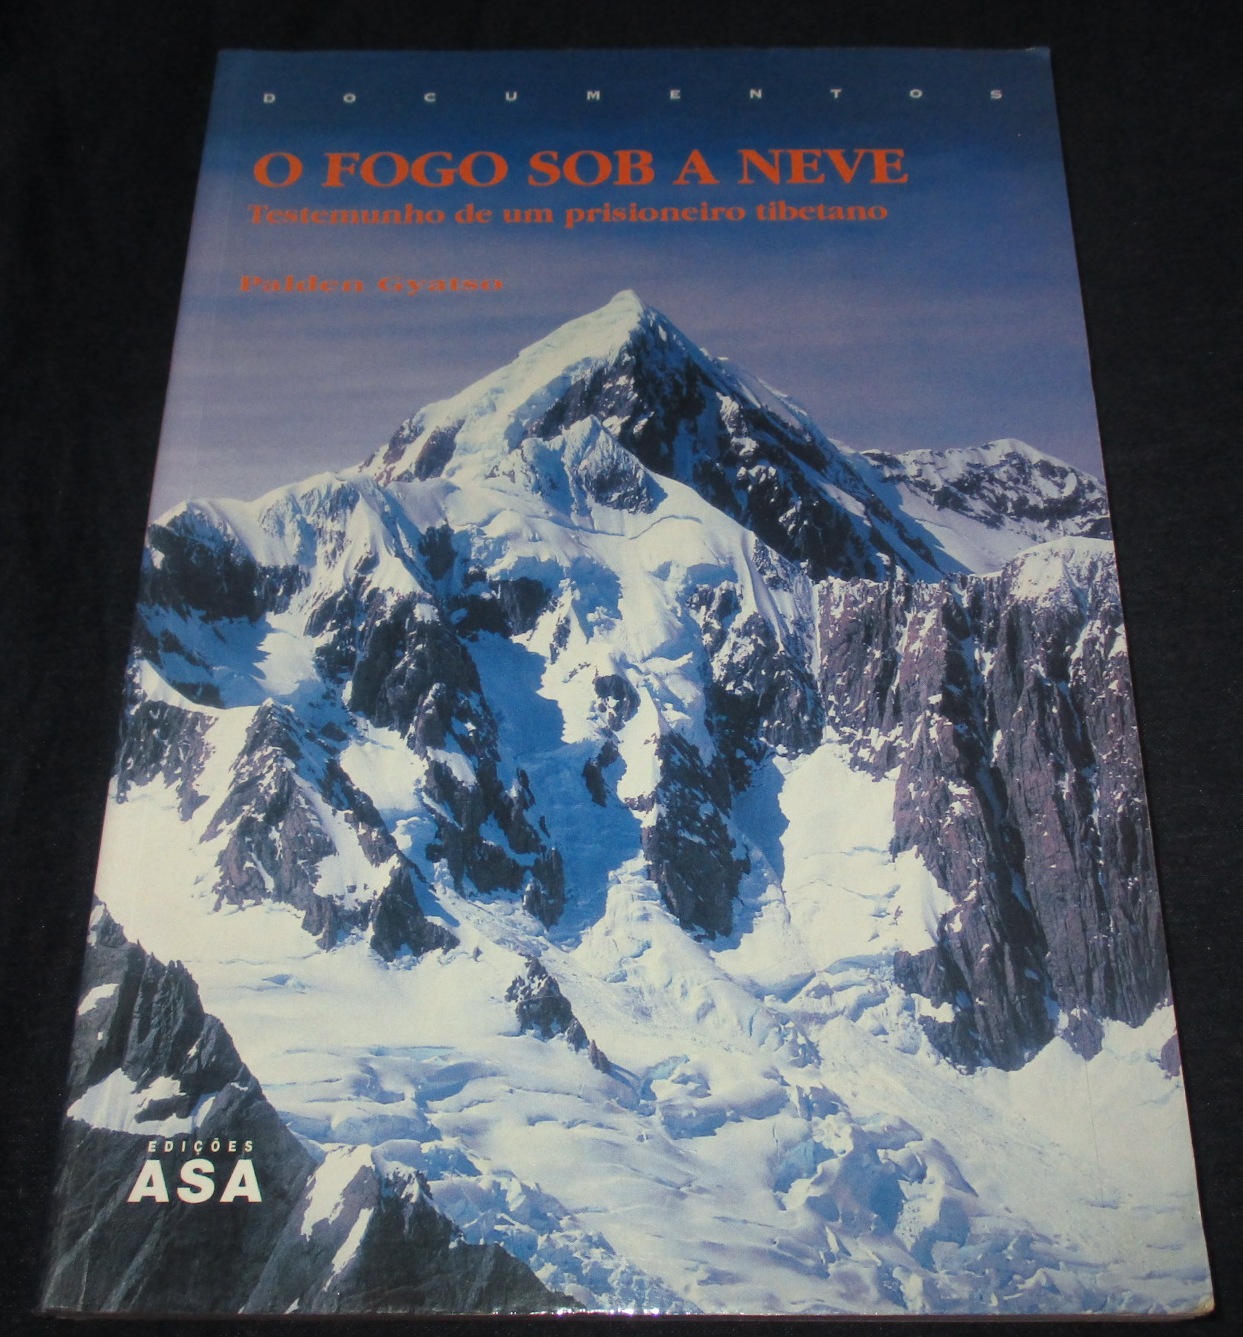 DOCUMENTOS
O FOGO SOB A NEVE
Testemunho de um prisioneiro tibetano
Palden Gyatso
EDIÇÕES
ASA